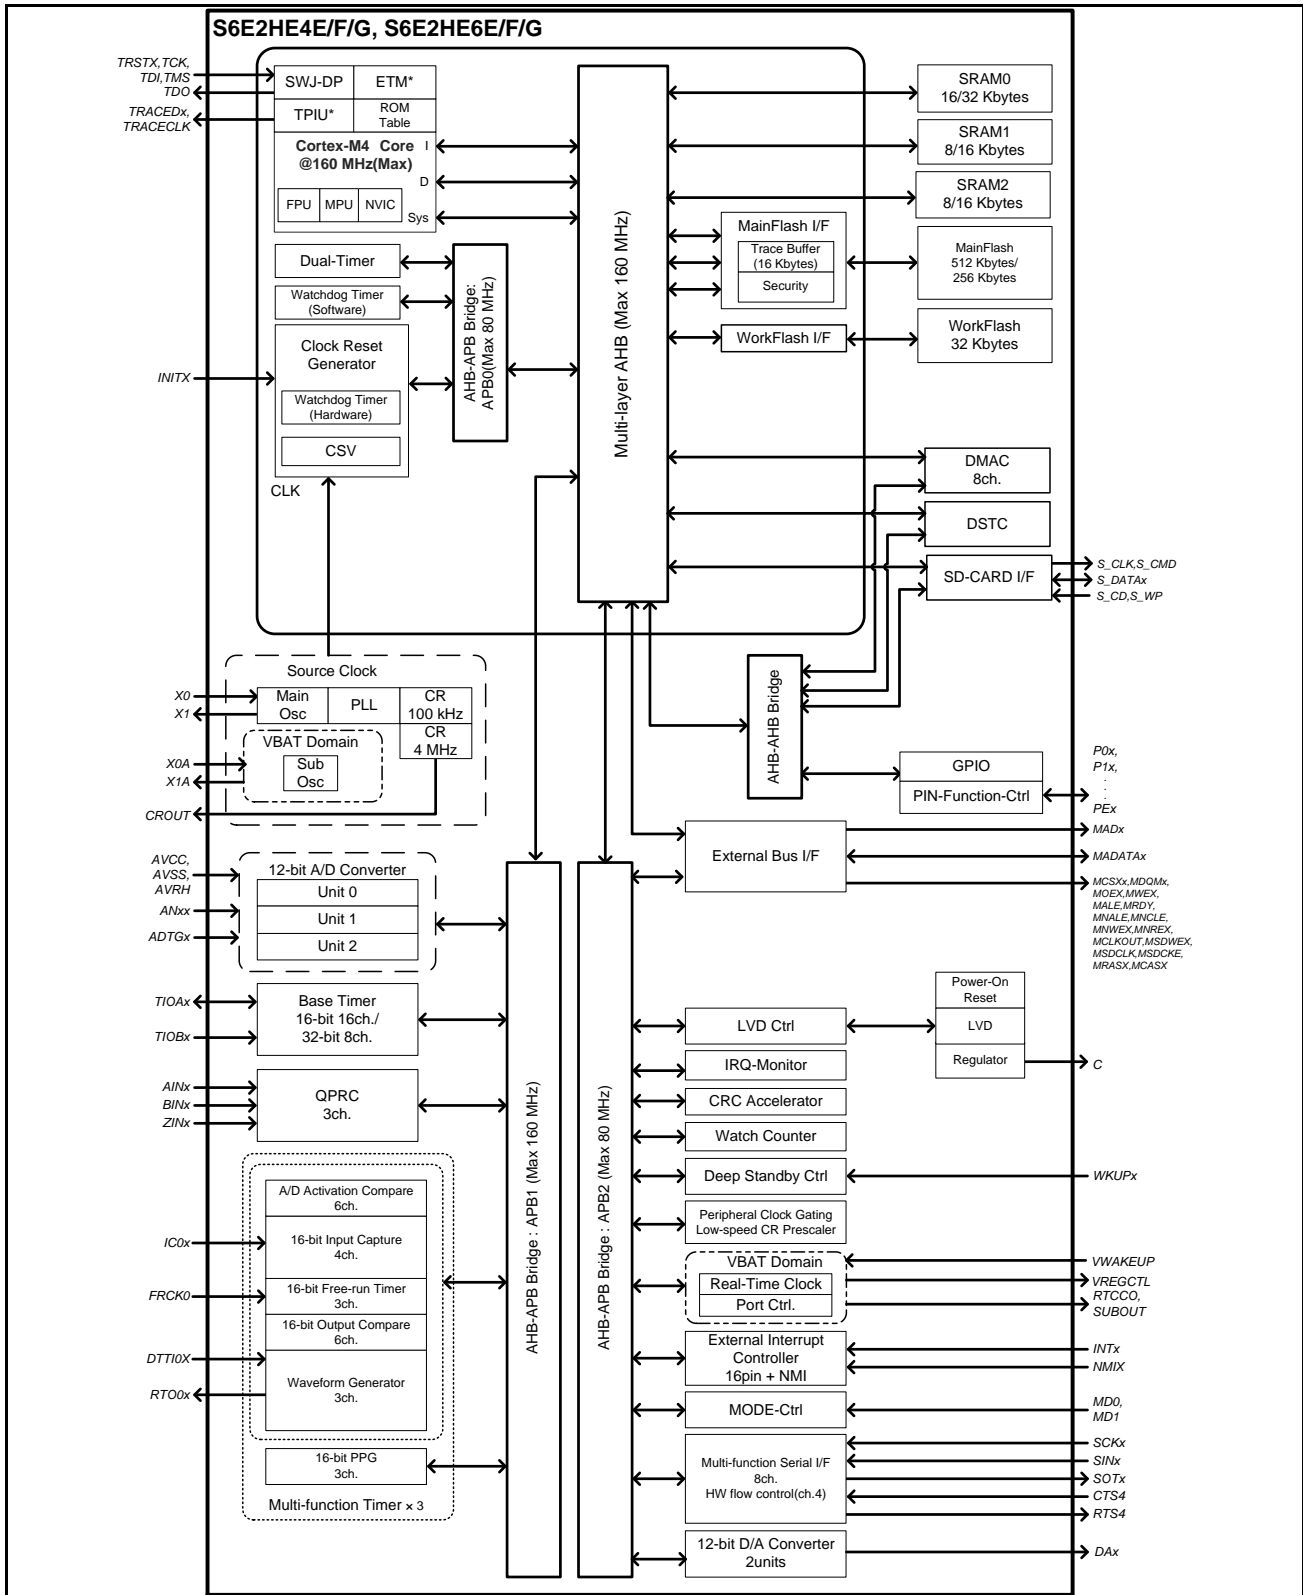 S6E2HE4E/F/G, S6E2HE6E/F/G
TRSTX,TCK,
TDI,TMS
TDO
TRACEDx,
TRACECLK
SWJ-DP
ETM*
TPIU*
ROM
Table
Cortex-M4 Core
@160 MHz(Max)
I
D
Sys
FPU
MPU
NVIC
Dual-Timer
Watchdog Timer
(Software)
Clock Reset
Generator
Watchdog Timer
(Hardware)
CSV
CLK
INITX
AHB-APB Bridge:
APB0(Max 80 MHz)
Multi-layer AHB (Max 160 MHz)
SRAM0
16/32 Kbytes
SRAM1
8/16 Kbytes
SRAM2
8/16 Kbytes
MainFlash I/F
Trace Buffer
(16 Kbytes)
Security
MainFlash
512 Kbytes/
256 Kbytes
WorkFlash I/F
WorkFlash
32 Kbytes
DMAC
8ch.
DSTC
SD-CARD I/F
S_CLK,S_CMD
S_DATAx
S_CD,S_WP
Source Clock
X0
X1
Main
Osc
PLL
CR
100 kHz
CR
4 MHz
VBAT Domain
Sub
Osc
X0A
X1A
CROUT
AHB-AHB Bridge
GPIO
PIN-Function-Ctrl
P0x,
P1x,
.
.
PEx
External Bus I/F
MADx
MADATAx
MCSXx,MDQMx,
MOEX,MWEX,
MALE,MRDY,
MNALE,MNCLE,
MNWEX,MNREX,
MCLKOUT,MSDWEX,
MSDCLK,MSDCKE,
MRASX,MCASX
AVCC,
AVSS,
AVRH
ANxx
ADTGx
12-bit A/D Converter
Unit 0
Unit 1
Unit 2
TIOAx
TIOBx
Base Timer
16-bit 16ch./
32-bit 8ch.
AINx
BINx
ZINx
QPRC
3ch.
A/D Activation Compare
6ch.
IC0x
16-bit Input Capture
4ch.
FRCK0
16-bit Free-run Timer
3ch.
16-bit Output Compare
6ch.
DTTI0X
RTO0x
Waveform Generator
3ch.
16-bit PPG
3ch.
Multi-function Timer × 3
AHB-APB Bridge : APB1 (Max 160 MHz)
AHB-APB Bridge : APB2 (Max 80 MHz)
LVD Ctrl
Power-On
Reset
LVD
Regulator
C
IRQ-Monitor
CRC Accelerator
Watch Counter
Deep Standby Ctrl
WKUPx
Peripheral Clock Gating
Low-speed CR Prescaler
VBAT Domain
Real-Time Clock
Port Ctrl.
VWAKEUP
VREGCTL
RTCCO,
SUBOUT
External Interrupt
Controller
16pin + NMI
INTx
NMIX
MODE-Ctrl
MD0,
MD1
Multi-function Serial I/F
8ch.
HW flow control(ch.4)
SCKx
SINx
SOTx
CTS4
RTS4
12-bit D/A Converter
2units
DAx